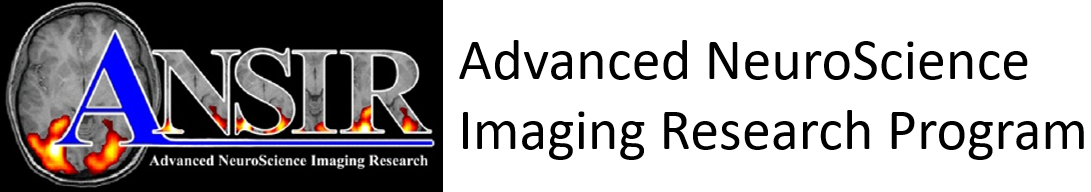 ANSIR
Advanced NeuroScience Imaging Research
Advanced NeuroScience
Imaging Research Program